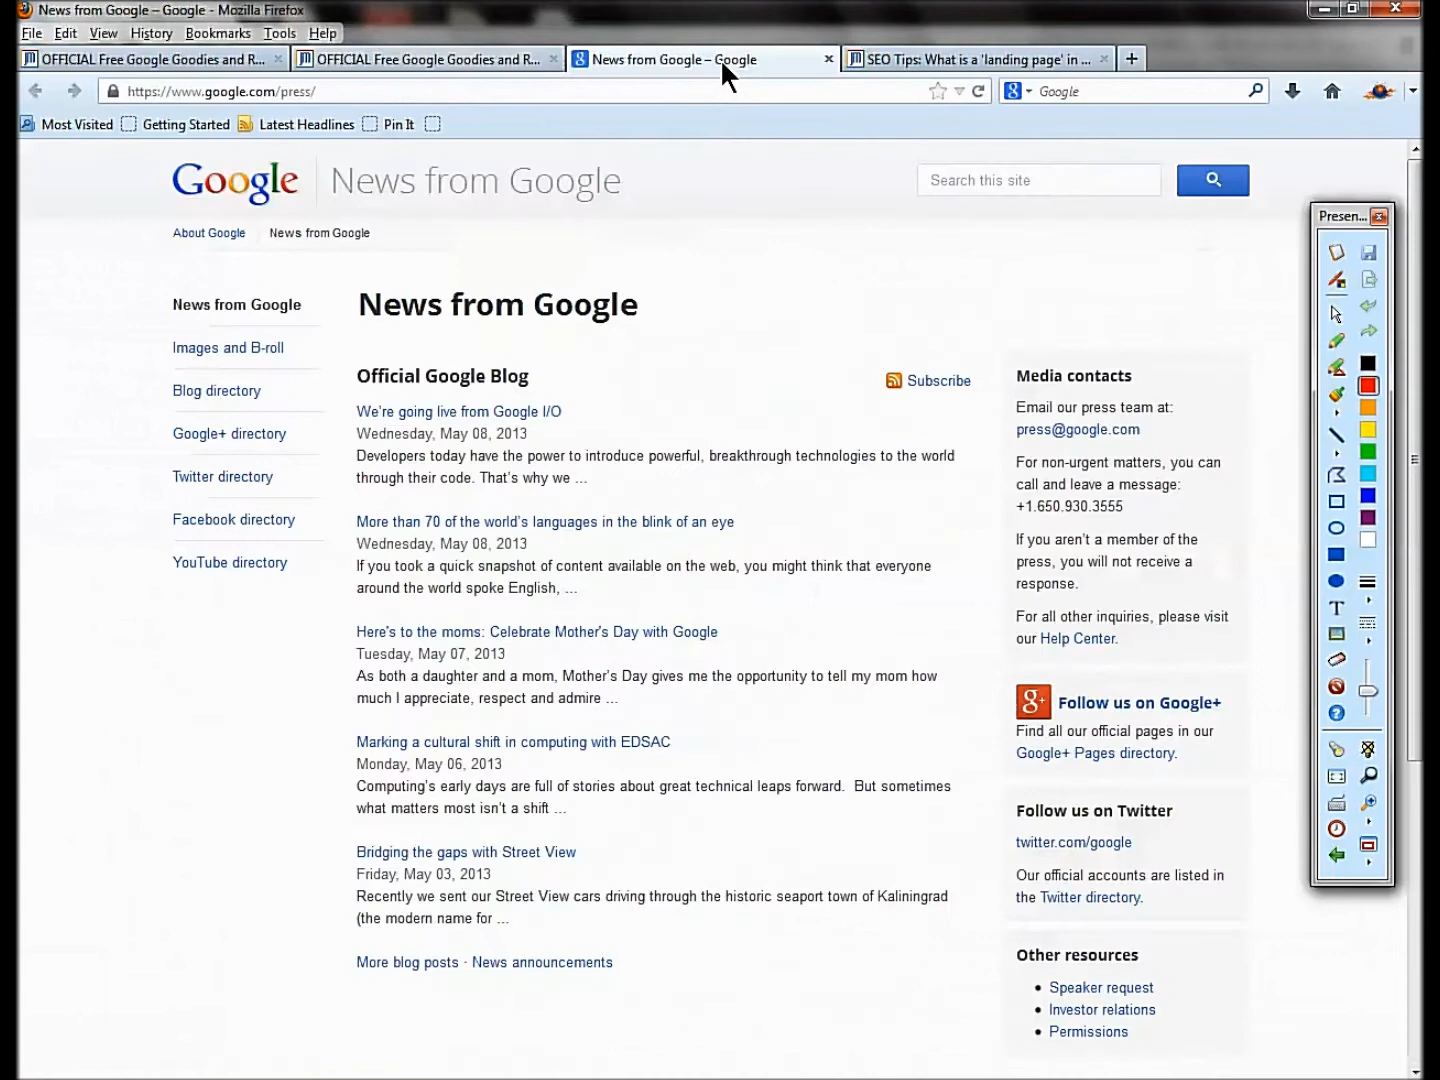 News from Google – Google - Mozilla Firefox
File Edit View History Bookmarks Tools Help
OFFICIAL Free Google Goodies and R... OFFICIAL Free Google Goodies and R... News from Google – Google SEO Tips: What is a 'landing page' in ...
https://www.google.com/press/ Google
Most Visited Getting Started Latest Headlines Pin It
Google News from Google Search this site
Presen...
About Google News from Google
News from Google
Images and B-roll
Blog directory
Google+ directory
Twitter directory
Facebook directory
YouTube directory
News from Google
Official Google Blog Subscribe
We're going live from Google I/O
Wednesday, May 08, 2013
Developers today have the power to introduce powerful, breakthrough technologies to the world
through their code. That's why we ...
More than 70 of the world's languages in the blink of an eye
Wednesday, May 08, 2013
If you took a quick snapshot of content available on the web, you might think that everyone
around the world spoke English, ...
Here's to the moms: Celebrate Mother's Day with Google
Tuesday, May 07, 2013
As both a daughter and a mom, Mother's Day gives me the opportunity to tell my mom how
much I appreciate, respect and admire ...
Marking a cultural shift in computing with EDSAC
Monday, May 06, 2013
Computing's early days are full of stories about great technical leaps forward. But sometimes
what matters most isn't a shift ...
Bridging the gaps with Street View
Friday, May 03, 2013
Recently we sent our Street View cars driving through the historic seaport town of Kaliningrad
(the modern name for ...
More blog posts · News announcements
Media contacts
Email our press team at:
press@google.com
For non-urgent matters, you can
call and leave a message:
+1.650.930.3555
If you aren't a member of the
press, you will not receive a
response.
For all other inquiries, please visit
our Help Center.
g+ Follow us on Google+
Find all our official pages in our
Google+ Pages directory.
Follow us on Twitter
twitter.com/google
Our official accounts are listed in
the Twitter directory.
Other resources
• Speaker request
• Investor relations
• Permissions